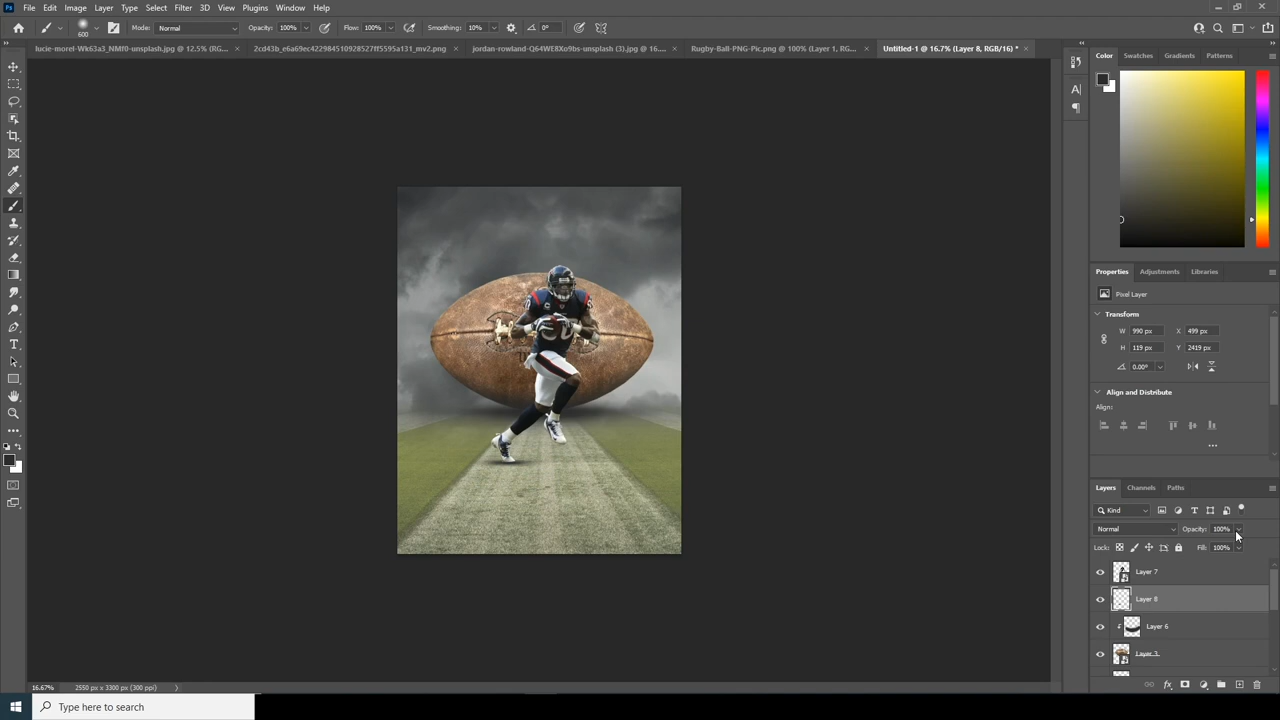 File Edit Image Layer Type Select Filter 3D View Plugins Window Help
Mode: Normal Opacity: 100% Flow: 100% Smoothing: 10% 0°
lucie-morel-Wk63a3_NMf0-unsplash.jpg @ 12.5% (RG... × 2cd43b_e6a69ec422984510928527ff5595a131_mv2.png × jordan-rowland-Q64WE8Xo9bs-unsplash (3).jpg @ 16.... × Rugby-Ball-PNG-Pic.png @ 100% (Layer 1, RG... × Untitled-1 @ 16.7% (Layer 8, RGB/16) * ×
Color Swatches Gradients Patterns
Properties Adjustments Libraries
Pixel Layer
Transform
W 990 px X 499 px
H 119 px Y 2419 px
0.00°
Align and Distribute
Align:
Layers Channels Paths
Kind
Normal Opacity: 100%
Lock: Fill: 100%
Layer 7
Layer 8
Layer 6
Layer 3
16.67% 2550 px x 3300 px (300 ppi)
Type here to search